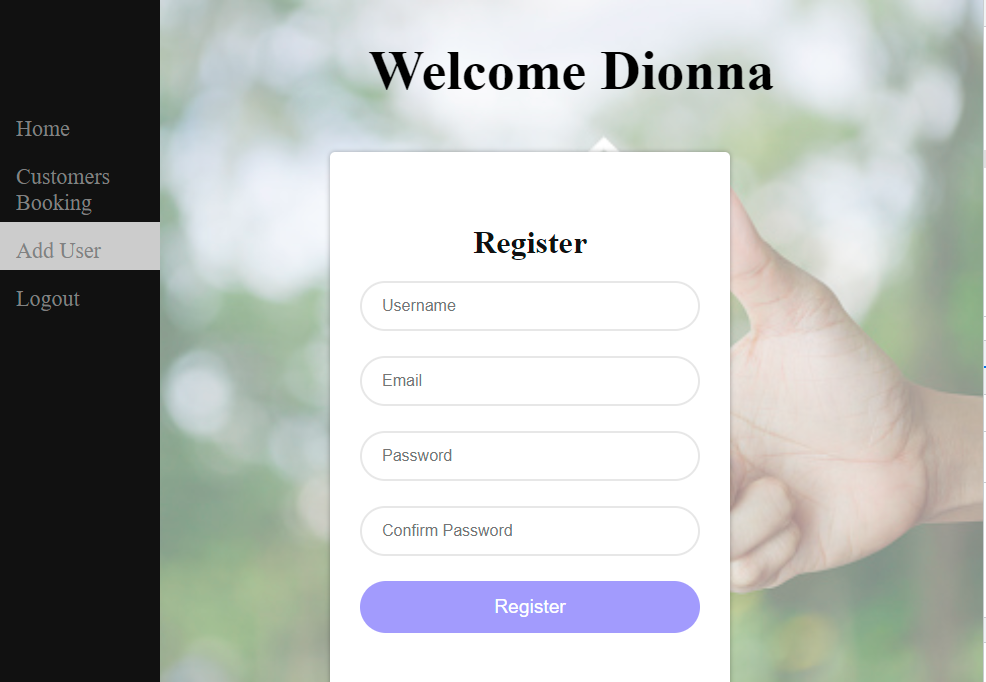 Welcome Dionna
Home
Customers
Booking
Add User
Logout
Register
Username
Email
Password
Confirm Password
Register